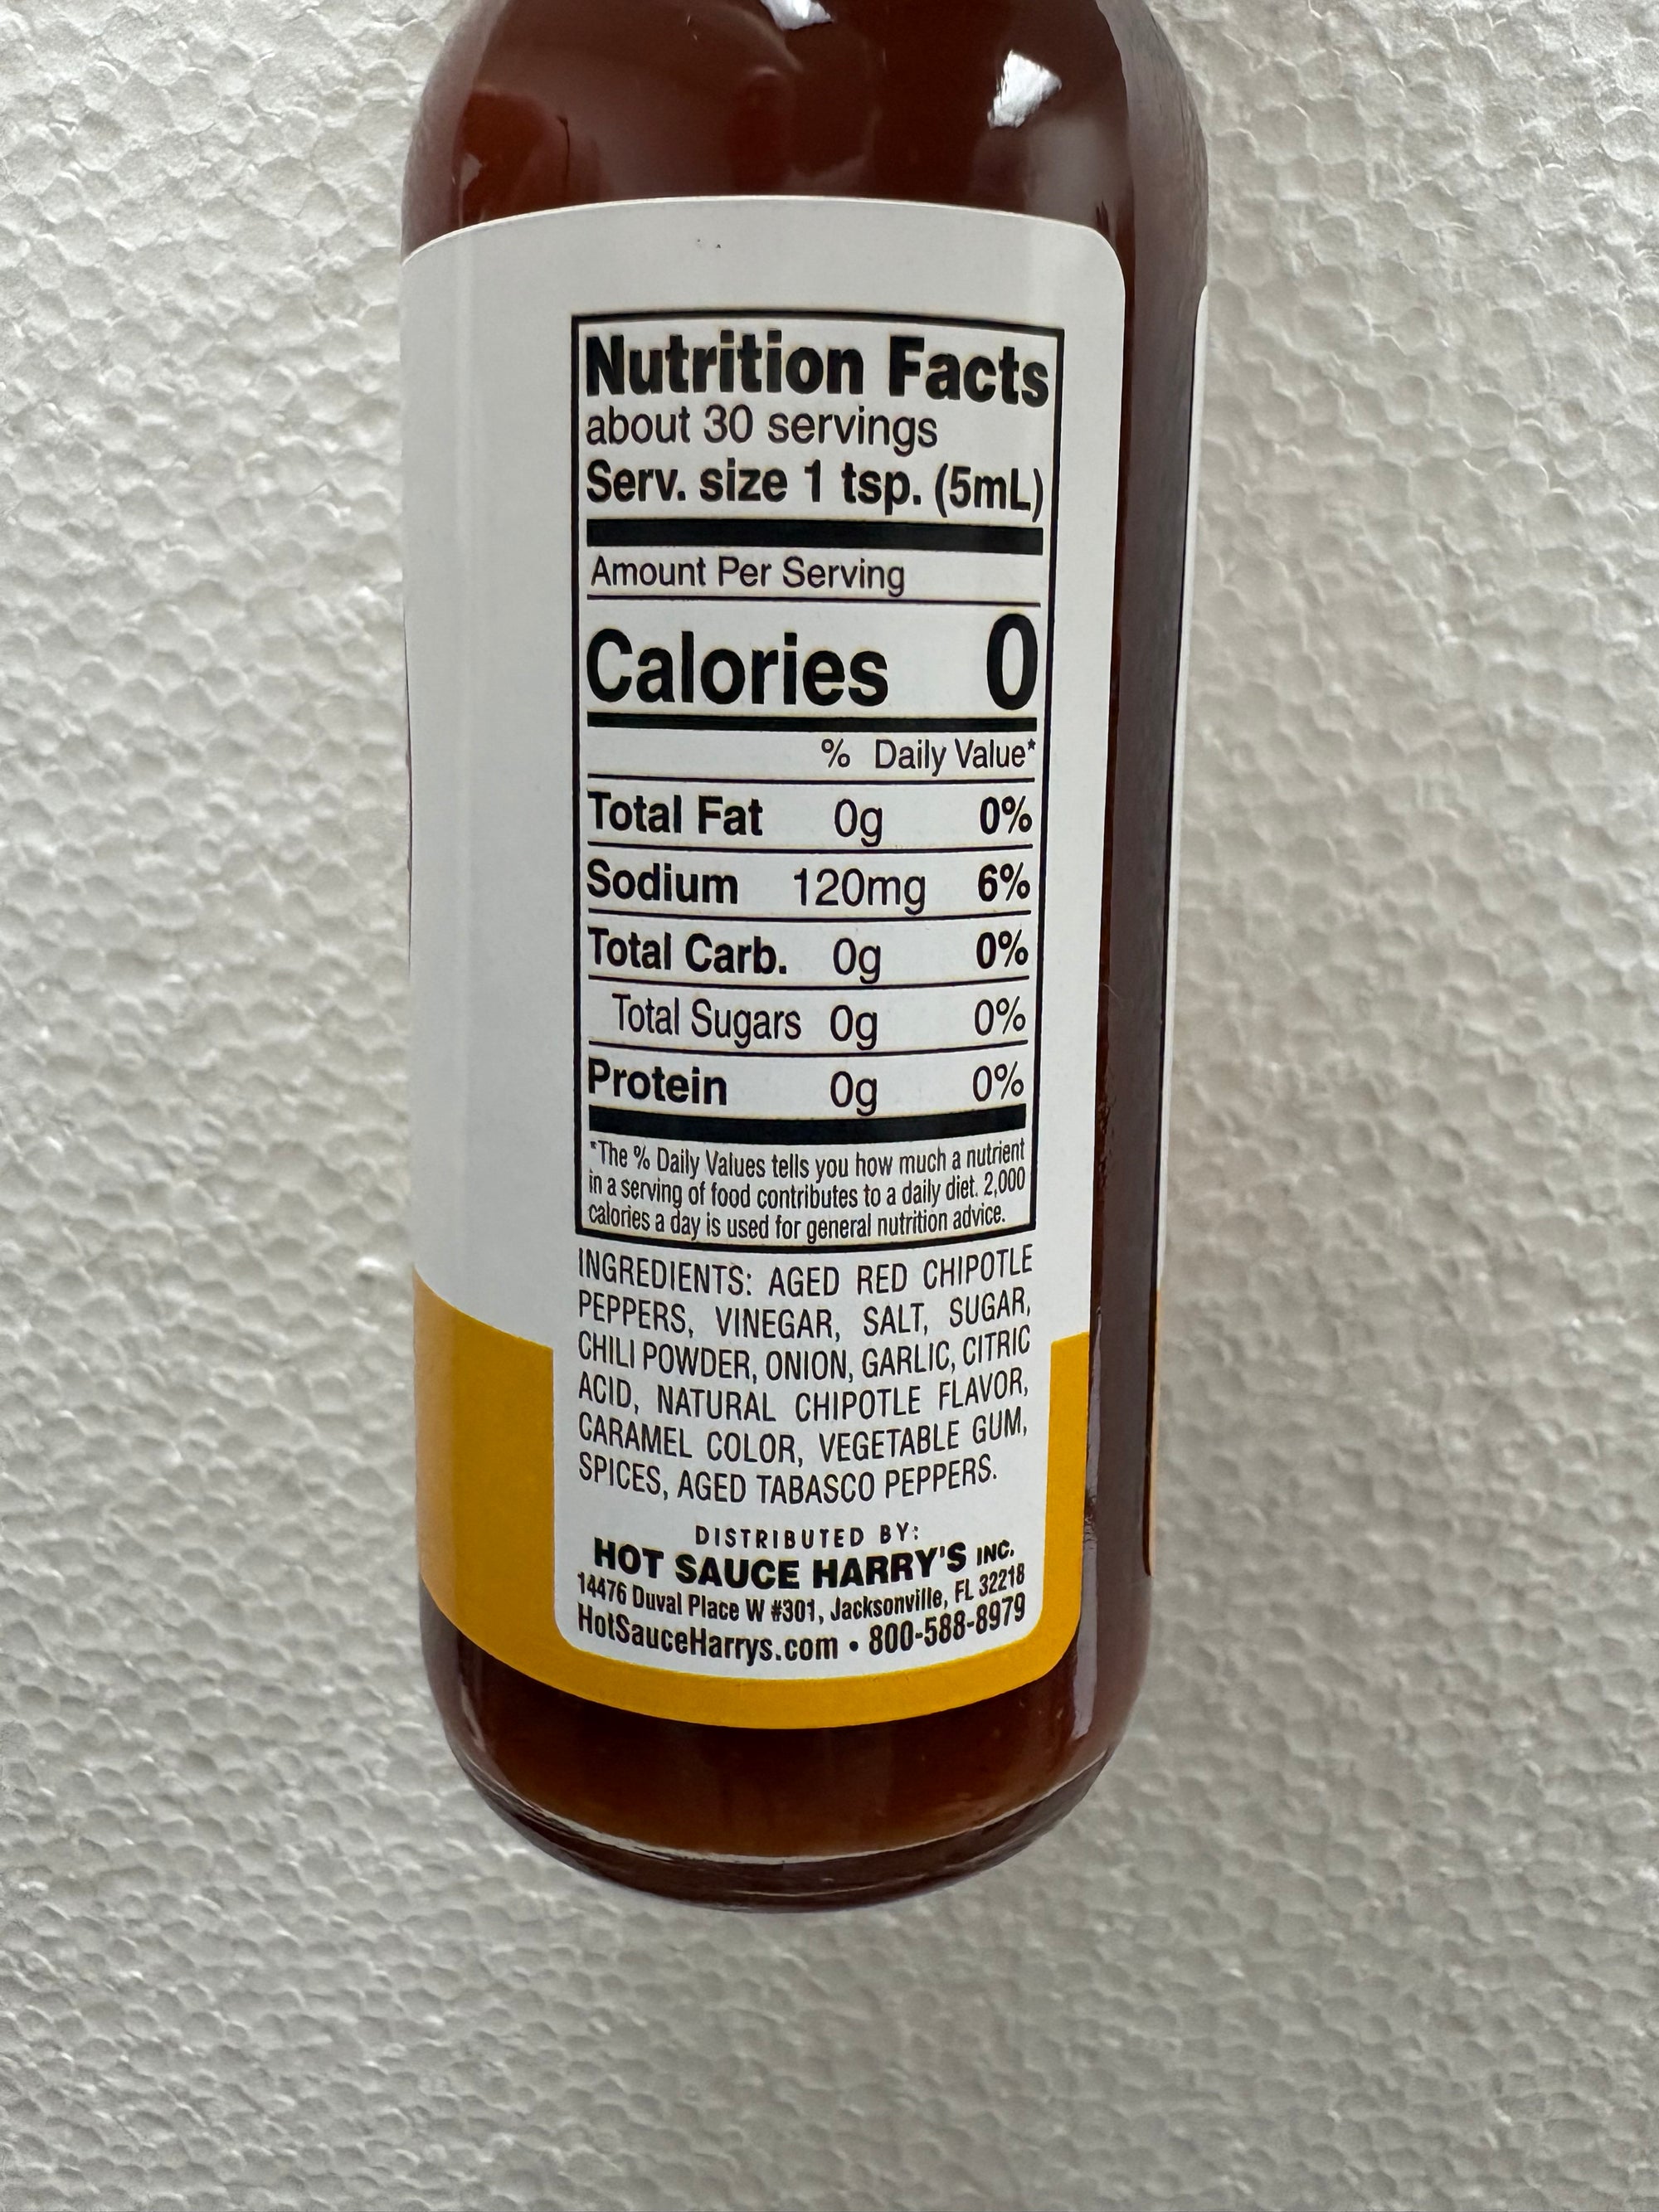 Nutrition Facts
about 30 servings
Serv. size 1 tsp. (5mL)
Amount Per Serving
Calories 0
% Daily Value*
Total Fat 0g 0%
Sodium 120mg 6%
Total Carb. 0g 0%
Total Sugars 0g 0%
Protein 0g 0%
*The % Daily Values tells you how much a nutrient
in a serving of food contributes to a daily diet. 2,000
calories a day is used for general nutrition advice.
INGREDIENTS: AGED RED CHIPOTLE
PEPPERS, VINEGAR, SALT, SUGAR,
CHILI POWDER, ONION, GARLIC, CITRIC
ACID, NATURAL CHIPOTLE FLAVOR,
CARAMEL COLOR, VEGETABLE GUM,
SPICES, AGED TABASCO PEPPERS.
DISTRIBUTED BY:
HOT SAUCE HARRY'S INC.
14476 Duval Place W #301, Jacksonville, FL 32218
HotSauceHarrys.com • 800-588-8979